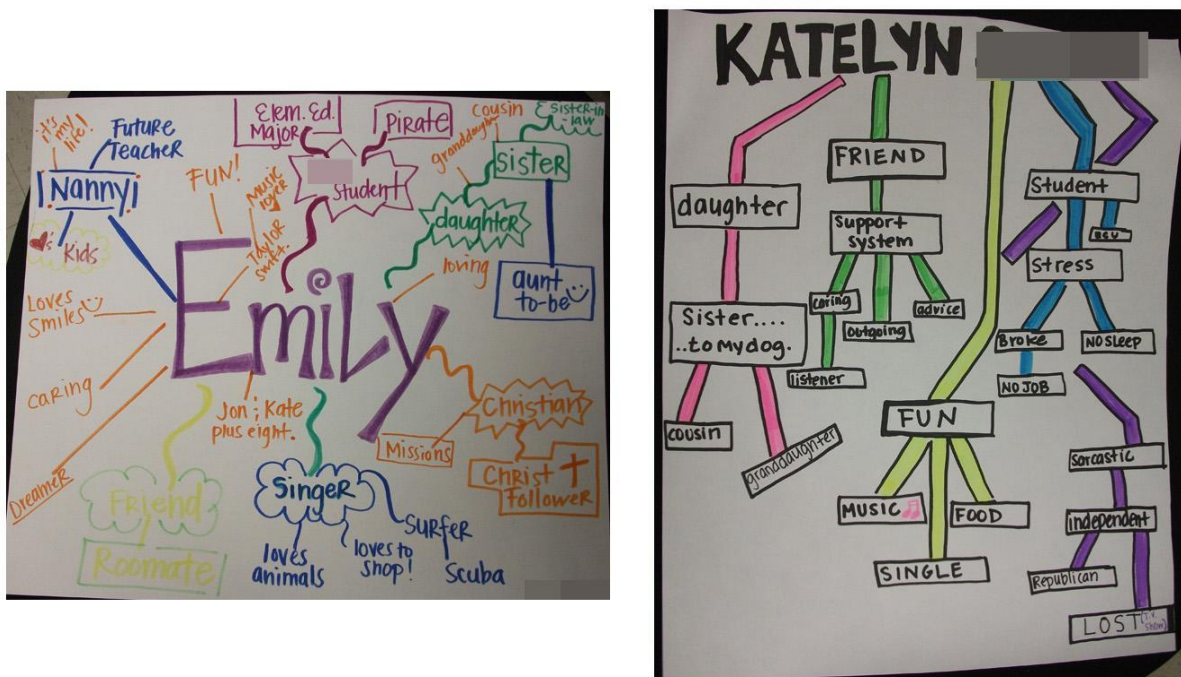 it's
my
life!
Future
Teacher
Nanny!
♥'s Kids
FUN!
Music
lover
Taylor
Swift
Elem. Ed.
Major
PiRATE
Student
cousin
granddaughter
Sister-in
-law
Sister
daughter
loving
aunt
to-be
Emily
Loves
Smiles
caring
DreameR
Jon & Kate
plus eight.
Christian
Missions
CHRiST
Follower
Friend
Roomate
SingeR
loves
animals
loves to
shop!
SURfeR
Scuba
KATELYN
daughter
Sister....
..to my dog.
cousin
granddaughter
FRIEND
Support
system
caring
listener
outgoing
advice
FUN
MUSIC
FOOD
SINGLE
Student
Stress
Broke
NO JOB
NO SLEEP
Sarcastic
independent
Republican
LOST (T.V.
Show)